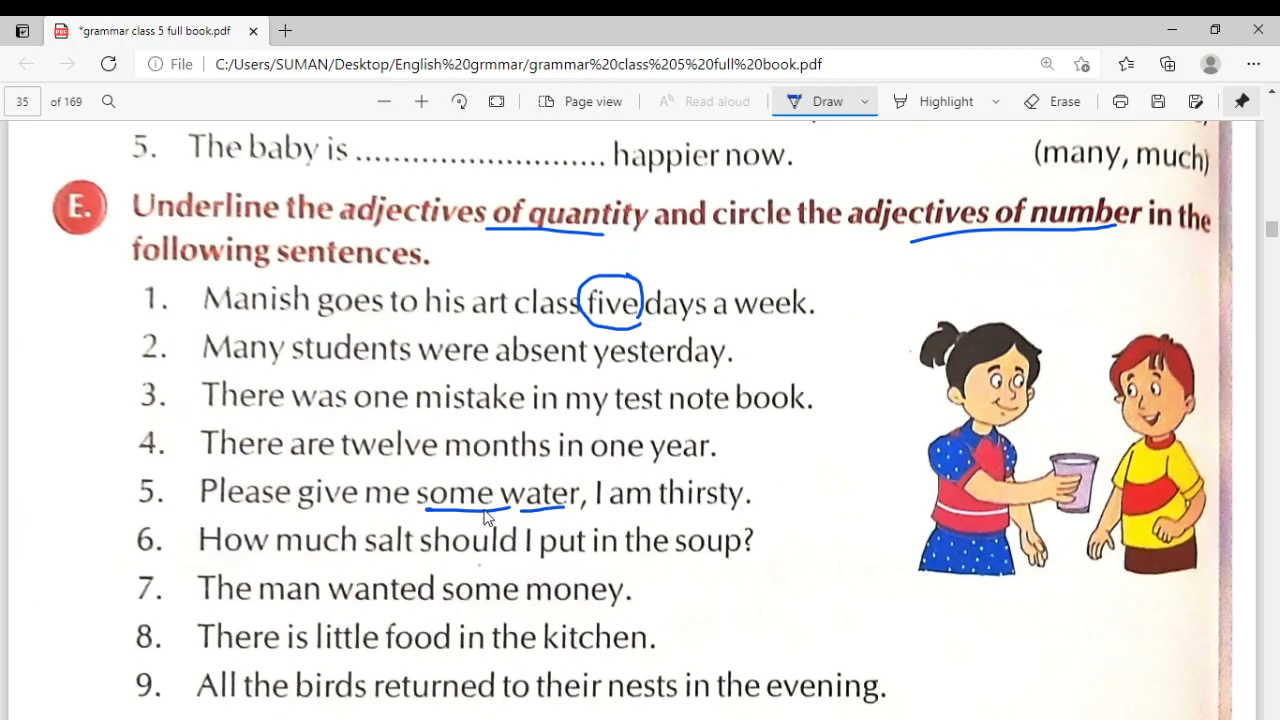 *grammar class 5 full book.pdf
File C:/Users/SUMAN/Desktop/English%20grmmar/grammar%20class%205%20full%20book.pdf
35 of 169 Page view Read aloud Draw Highlight Erase
5. The baby is ............................ happier now. (many, much)
E. Underline the adjectives of quantity and circle the adjectives of number in the
following sentences.
1. Manish goes to his art class five days a week.
2. Many students were absent yesterday.
3. There was one mistake in my test note book.
4. There are twelve months in one year.
5. Please give me some water, I am thirsty.
6. How much salt should I put in the soup?
7. The man wanted some money.
8. There is little food in the kitchen.
9. All the birds returned to their nests in the evening.